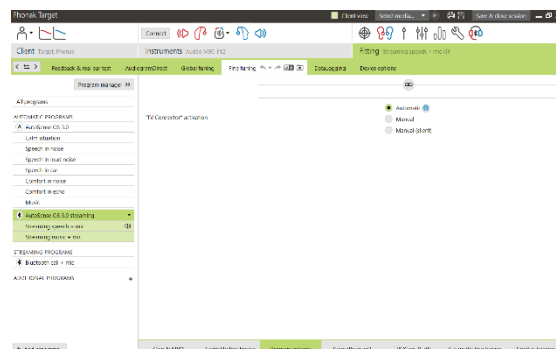 Phonak Target
Client view
Save & close session
Connect
Client Target, Phonak
Instruments Audéo M90-312
Fitting Streaming speech + mic
Feedback & real ear test
AudiogramDirect
Global tuning
Fine tuning
DataLogging
Device options
Program manager
All programs
AUTOMATIC PROGRAMS
A AutoSense OS 3.0
Calm situation
Speech in noise
Speech in loud noise
Speech in car
Comfort in noise
Comfort in echo
Music
AutoSense OS 3.0 streaming
Streaming speech + mic
Streaming music + mic
STREAMING PROGRAMS
Bluetooth call + mic
ADDITIONAL PROGRAMS
'TV Connector' activation
Automatic
Manual
Manual (silent)
Program options